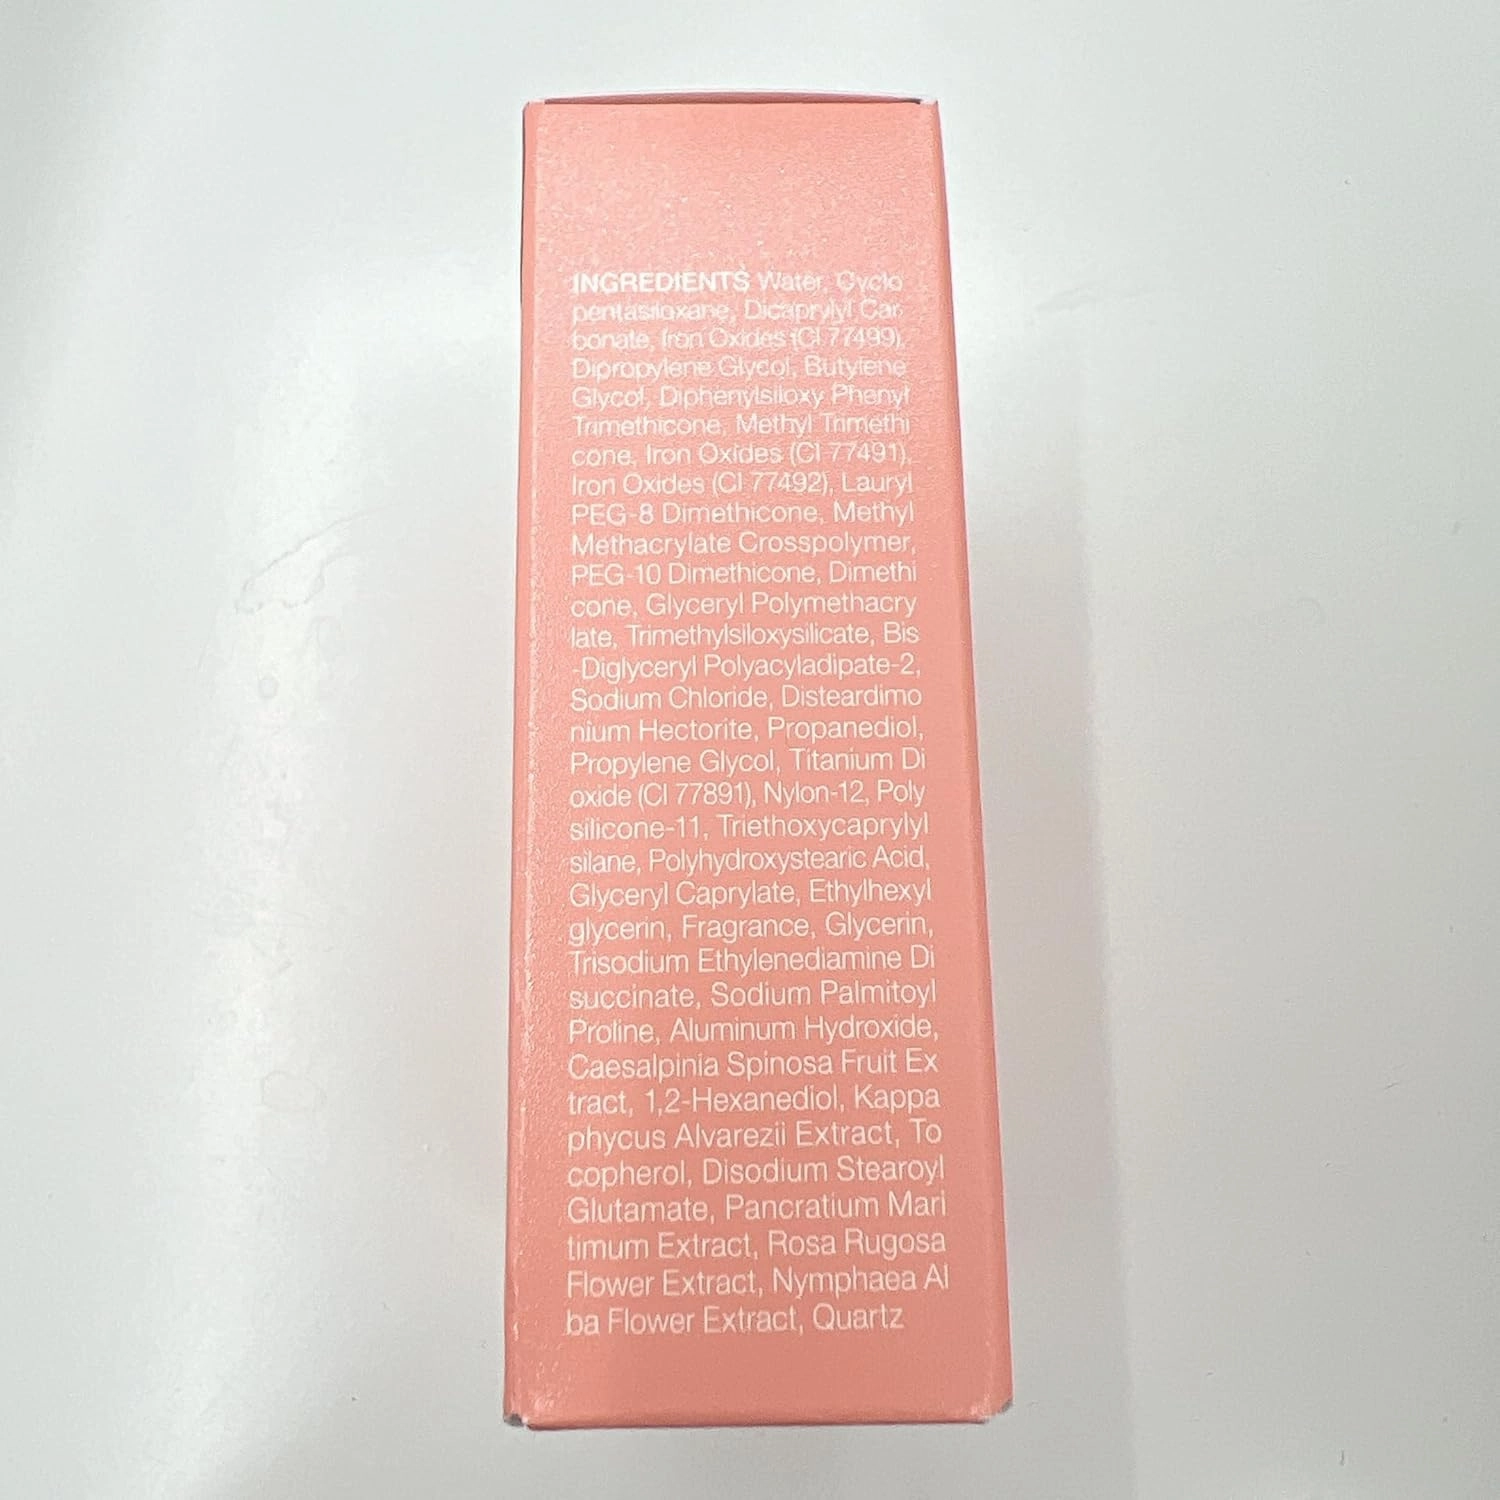 INGREDIENTS Water, Cyclo
pentasiloxane, Dicaprylyl Car
bonate, Iron Oxides (CI 77499),
Dipropylene Glycol, Butylene
Glycol, Diphenylsiloxy Phenyl
Trimethicone, Methyl Trimethi
cone, Iron Oxides (CI 77491),
Iron Oxides (CI 77492), Lauryl
PEG-8 Dimethicone, Methyl
Methacrylate Crosspolymer,
PEG-10 Dimethicone, Dimethi
cone, Glyceryl Polymethacry
late, Trimethylsiloxysilicate, Bis
-Diglyceryl Polyacyladipate-2,
Sodium Chloride, Disteardimo
nium Hectorite, Propanediol,
Propylene Glycol, Titanium Di
oxide (CI 77891), Nylon-12, Poly
silicone-11, Triethoxycaprylyl
silane, Polyhydroxystearic Acid,
Glyceryl Caprylate, Ethylhexyl
glycerin, Fragrance, Glycerin,
Trisodium Ethylenediamine Di
succinate, Sodium Palmitoyl
Proline, Aluminum Hydroxide,
Caesalpinia Spinosa Fruit Ex
tract, 1,2-Hexanediol, Kappa
phycus Alvarezii Extract, To
copherol, Disodium Stearoyl
Glutamate, Pancratium Mari
timum Extract, Rosa Rugosa
Flower Extract, Nymphaea Al
ba Flower Extract, Quartz